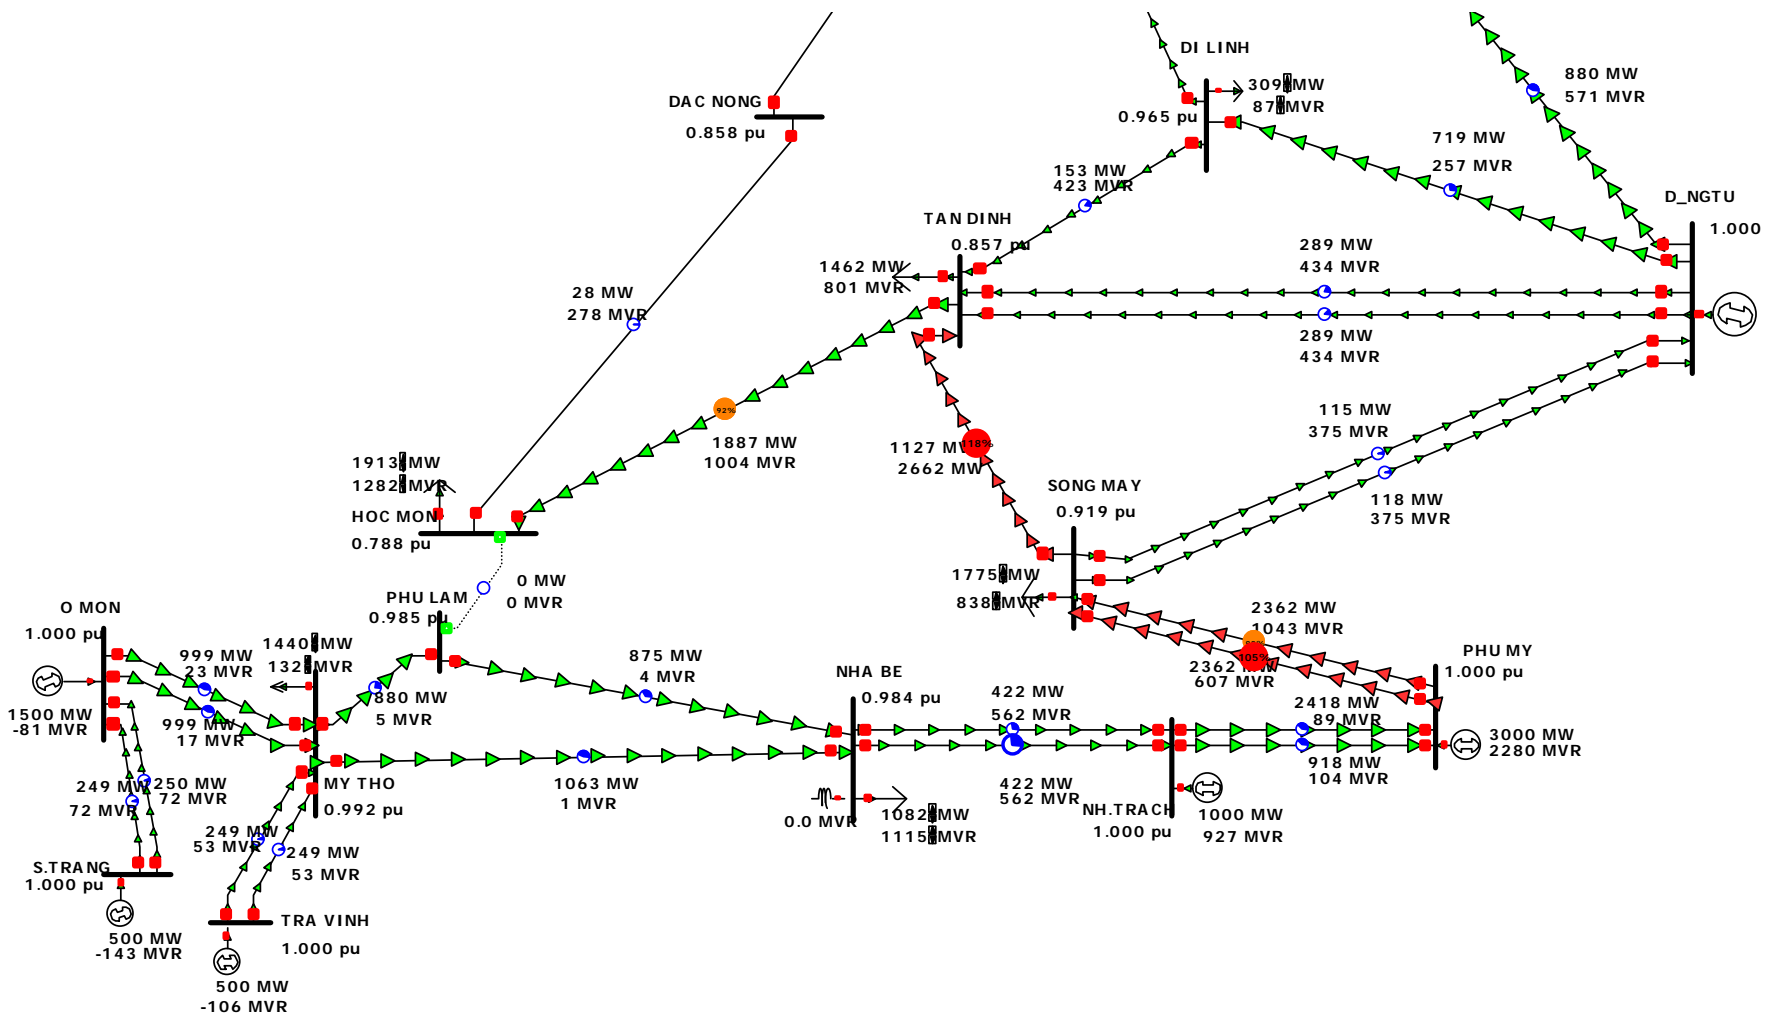 DI LINH
309 MW
87 MVR
0.965 pu
880 MW
571 MVR
DAC NONG
0.858 pu
719 MW
257 MVR
153 MW
423 MVR
D_NGTU
1.000
TAN DINH
0.857 pu
1462 MW
801 MVR
289 MW
434 MVR
289 MW
434 MVR
28 MW
278 MVR
92%
1887 MW
1004 MVR
115 MW
375 MVR
118%
1127 MW
2662 MW
118 MW
375 MVR
1913 MW
1282 MVR
HOC MON
0.788 pu
SONG MAY
0.919 pu
1775 MW
838 MVR
0 MW
0 MVR
PHU LAM
0.985 pu
O MON
1.000 pu
2362 MW
1043 MVR
105%
2362 MW
607 MVR
PHU MY
1.000 pu
1440 MW
132 MVR
999 MW
23 MVR
875 MW
4 MVR
NHA BE
0.984 pu
880 MW
5 MVR
422 MW
562 MVR
2418 MW
89 MVR
1500 MW
-81 MVR
999 MW
17 MVR
3000 MW
2280 MVR
918 MW
104 MVR
1063 MW
1 MVR
249 MW
72 MVR
250 MW
72 MVR
MY THO
0.992 pu
422 MW
562 MVR
0.0 MVR
1082 MW
1115 MVR
NH.TRACH
1.000 pu
1000 MW
927 MVR
249 MW
53 MVR
249 MW
53 MVR
S.TRANG
1.000 pu
500 MW
-143 MVR
TRA VINH
1.000 pu
500 MW
-106 MVR